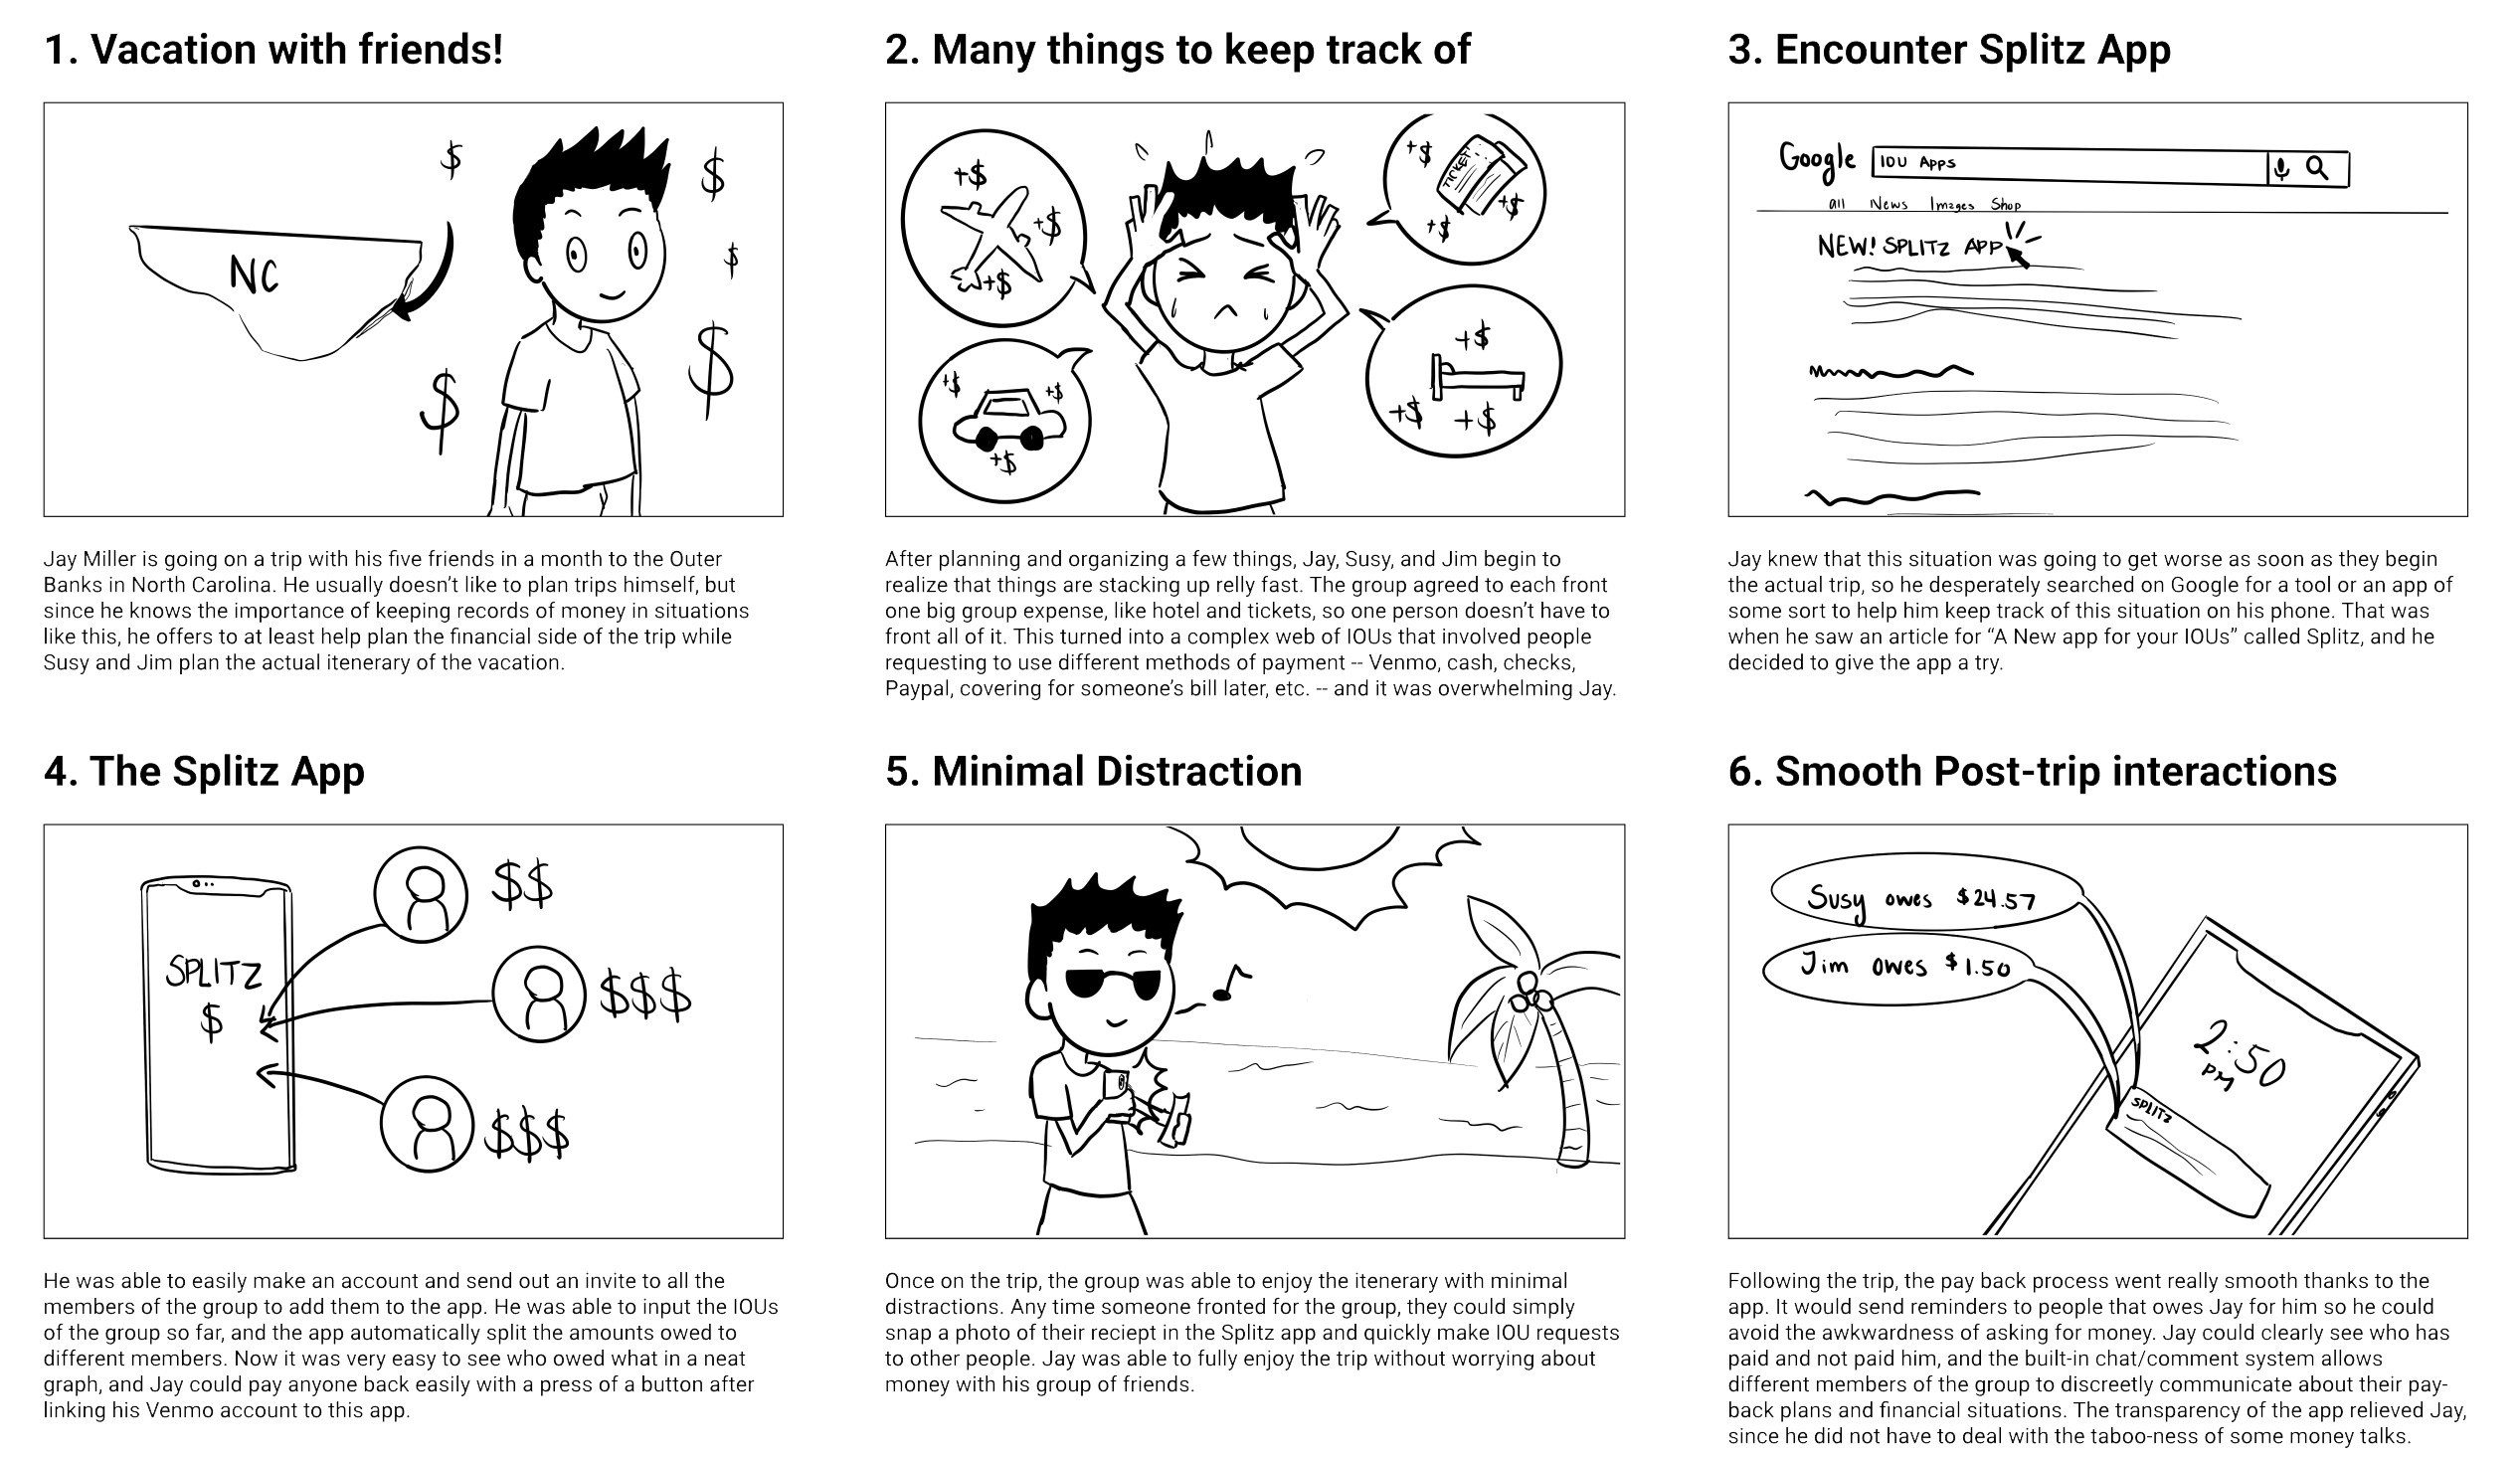 1. Vacation with friends!
$
$
NC
$
$
$
Jay Miller is going on a trip with his five friends in a month to the Outer
Banks in North Carolina. He usually doesn’t like to plan trips himself, but
since he knows the importance of keeping records of money in situations
like this, he offers to at least help plan the financial side of the trip while
Susy and Jim plan the actual itenerary of the vacation.
2. Many things to keep track of
+$
+$
+$
+$
TICKET
+$
+$
+$
+$
+$
+$
+$
+$
After planning and organizing a few things, Jay, Susy, and Jim begin to
realize that things are stacking up relly fast. The group agreed to each front
one big group expense, like hotel and tickets, so one person doesn’t have to
front all of it. This turned into a complex web of IOUs that involved people
requesting to use different methods of payment -- Venmo, cash, checks,
Paypal, covering for someone’s bill later, etc. -- and it was overwhelming Jay.
3. Encounter Splitz App
Google IOU Apps
all News Images Shop
NEW! SPLITZ APP
Jay knew that this situation was going to get worse as soon as they begin
the actual trip, so he desperately searched on Google for a tool or an app of
some sort to help him keep track of this situation on his phone. That was
when he saw an article for “A New app for your IOUs” called Splitz, and he
decided to give the app a try.
4. The Splitz App
$$
SPLITZ
$
$$$
$$$
He was able to easily make an account and send out an invite to all the
members of the group to add them to the app. He was able to input the IOUs
of the group so far, and the app automatically split the amounts owed to
different members. Now it was very easy to see who owed what in a neat
graph, and Jay could pay anyone back easily with a press of a button after
linking his Venmo account to this app.
5. Minimal Distraction
Once on the trip, the group was able to enjoy the itenerary with minimal
distractions. Any time someone fronted for the group, they could simply
snap a photo of their reciept in the Splitz app and quickly make IOU requests
to other people. Jay was able to fully enjoy the trip without worrying about
money with his group of friends.
6. Smooth Post-trip interactions
Susy owes $24.57
Jim owes $1.50
2:50
PM
SPLITZ
Following the trip, the pay back process went really smooth thanks to the
app. It would send reminders to people that owes Jay for him so he could
avoid the awkwardness of asking for money. Jay could clearly see who has
paid and not paid him, and the built-in chat/comment system allows
different members of the group to discreetly communicate about their pay-
back plans and financial situations. The transparency of the app relieved Jay,
since he did not have to deal with the taboo-ness of some money talks.